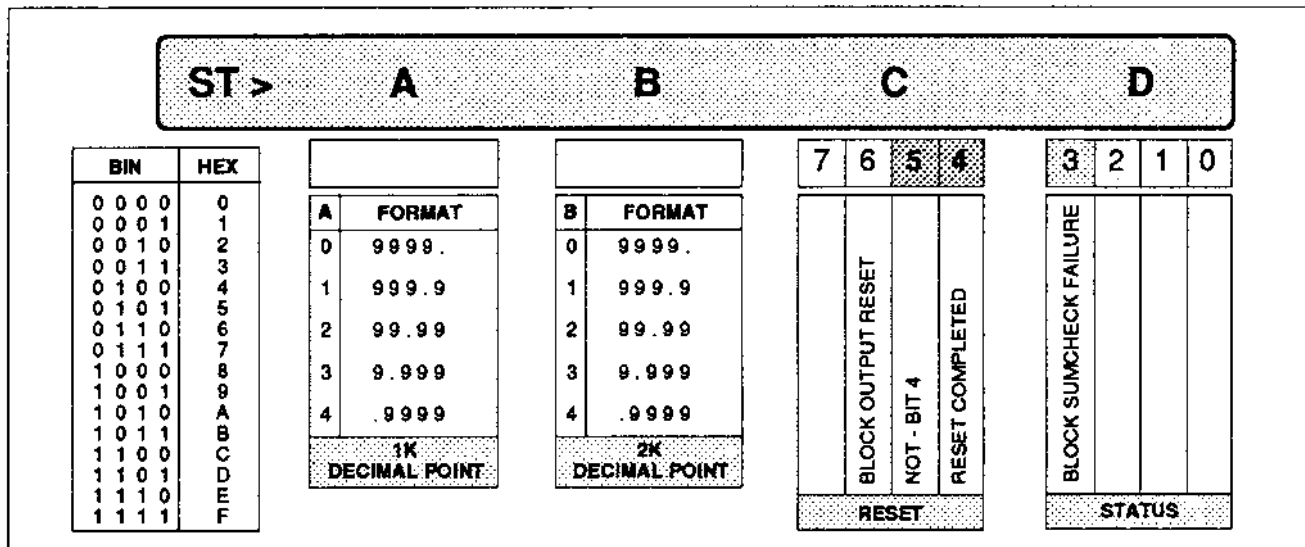 ST > A B C D
BIN HEX
0 0 0 0 0
0 0 0 1 1
0 0 1 0 2
0 0 1 1 3
0 1 0 0 4
0 1 0 1 5
0 1 1 0 6
0 1 1 1 7
1 0 0 0 8
1 0 0 1 9
1 0 1 0 A
1 0 1 1 B
1 1 0 0 C
1 1 0 1 D
1 1 1 0 E
1 1 1 1 F
A FORMAT
0 9999.
1 999.9
2 99.99
3 9.999
4 .9999
1K
DECIMAL POINT
B FORMAT
0 9999.
1 999.9
2 99.99
3 9.999
4 .9999
2K
DECIMAL POINT
7 6 5 4
BLOCK OUTPUT RESET
NOT - BIT 4
RESET COMPLETED
RESET
3 2 1 0
BLOCK SUMCHECK FAILURE
STATUS